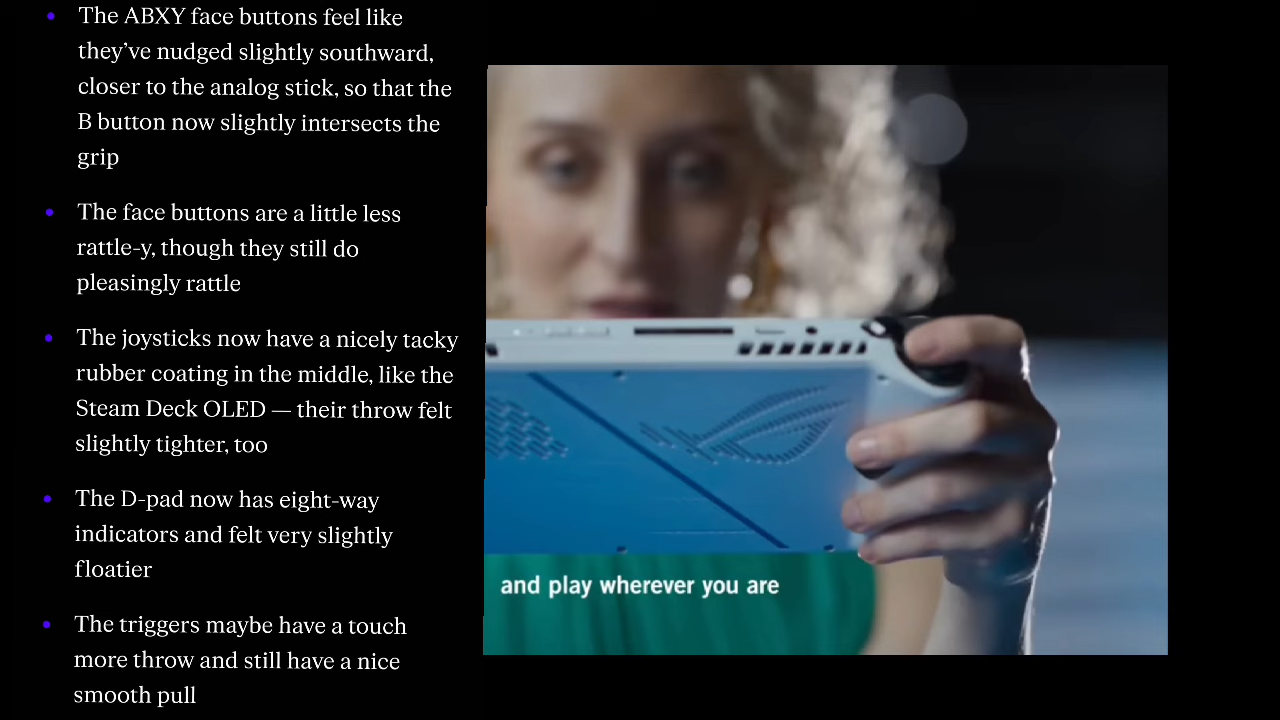 The ABXY face buttons feel like
they’ve nudged slightly southward,
closer to the analog stick, so that the
B button now slightly intersects the
grip
The face buttons are a little less
rattle-y, though they still do
pleasingly rattle
The joysticks now have a nicely tacky
rubber coating in the middle, like the
Steam Deck OLED — their throw felt
slightly tighter, too
The D-pad now has eight-way
indicators and felt very slightly
floatier
The triggers maybe have a touch
more throw and still have a nice
smooth pull
and play wherever you are